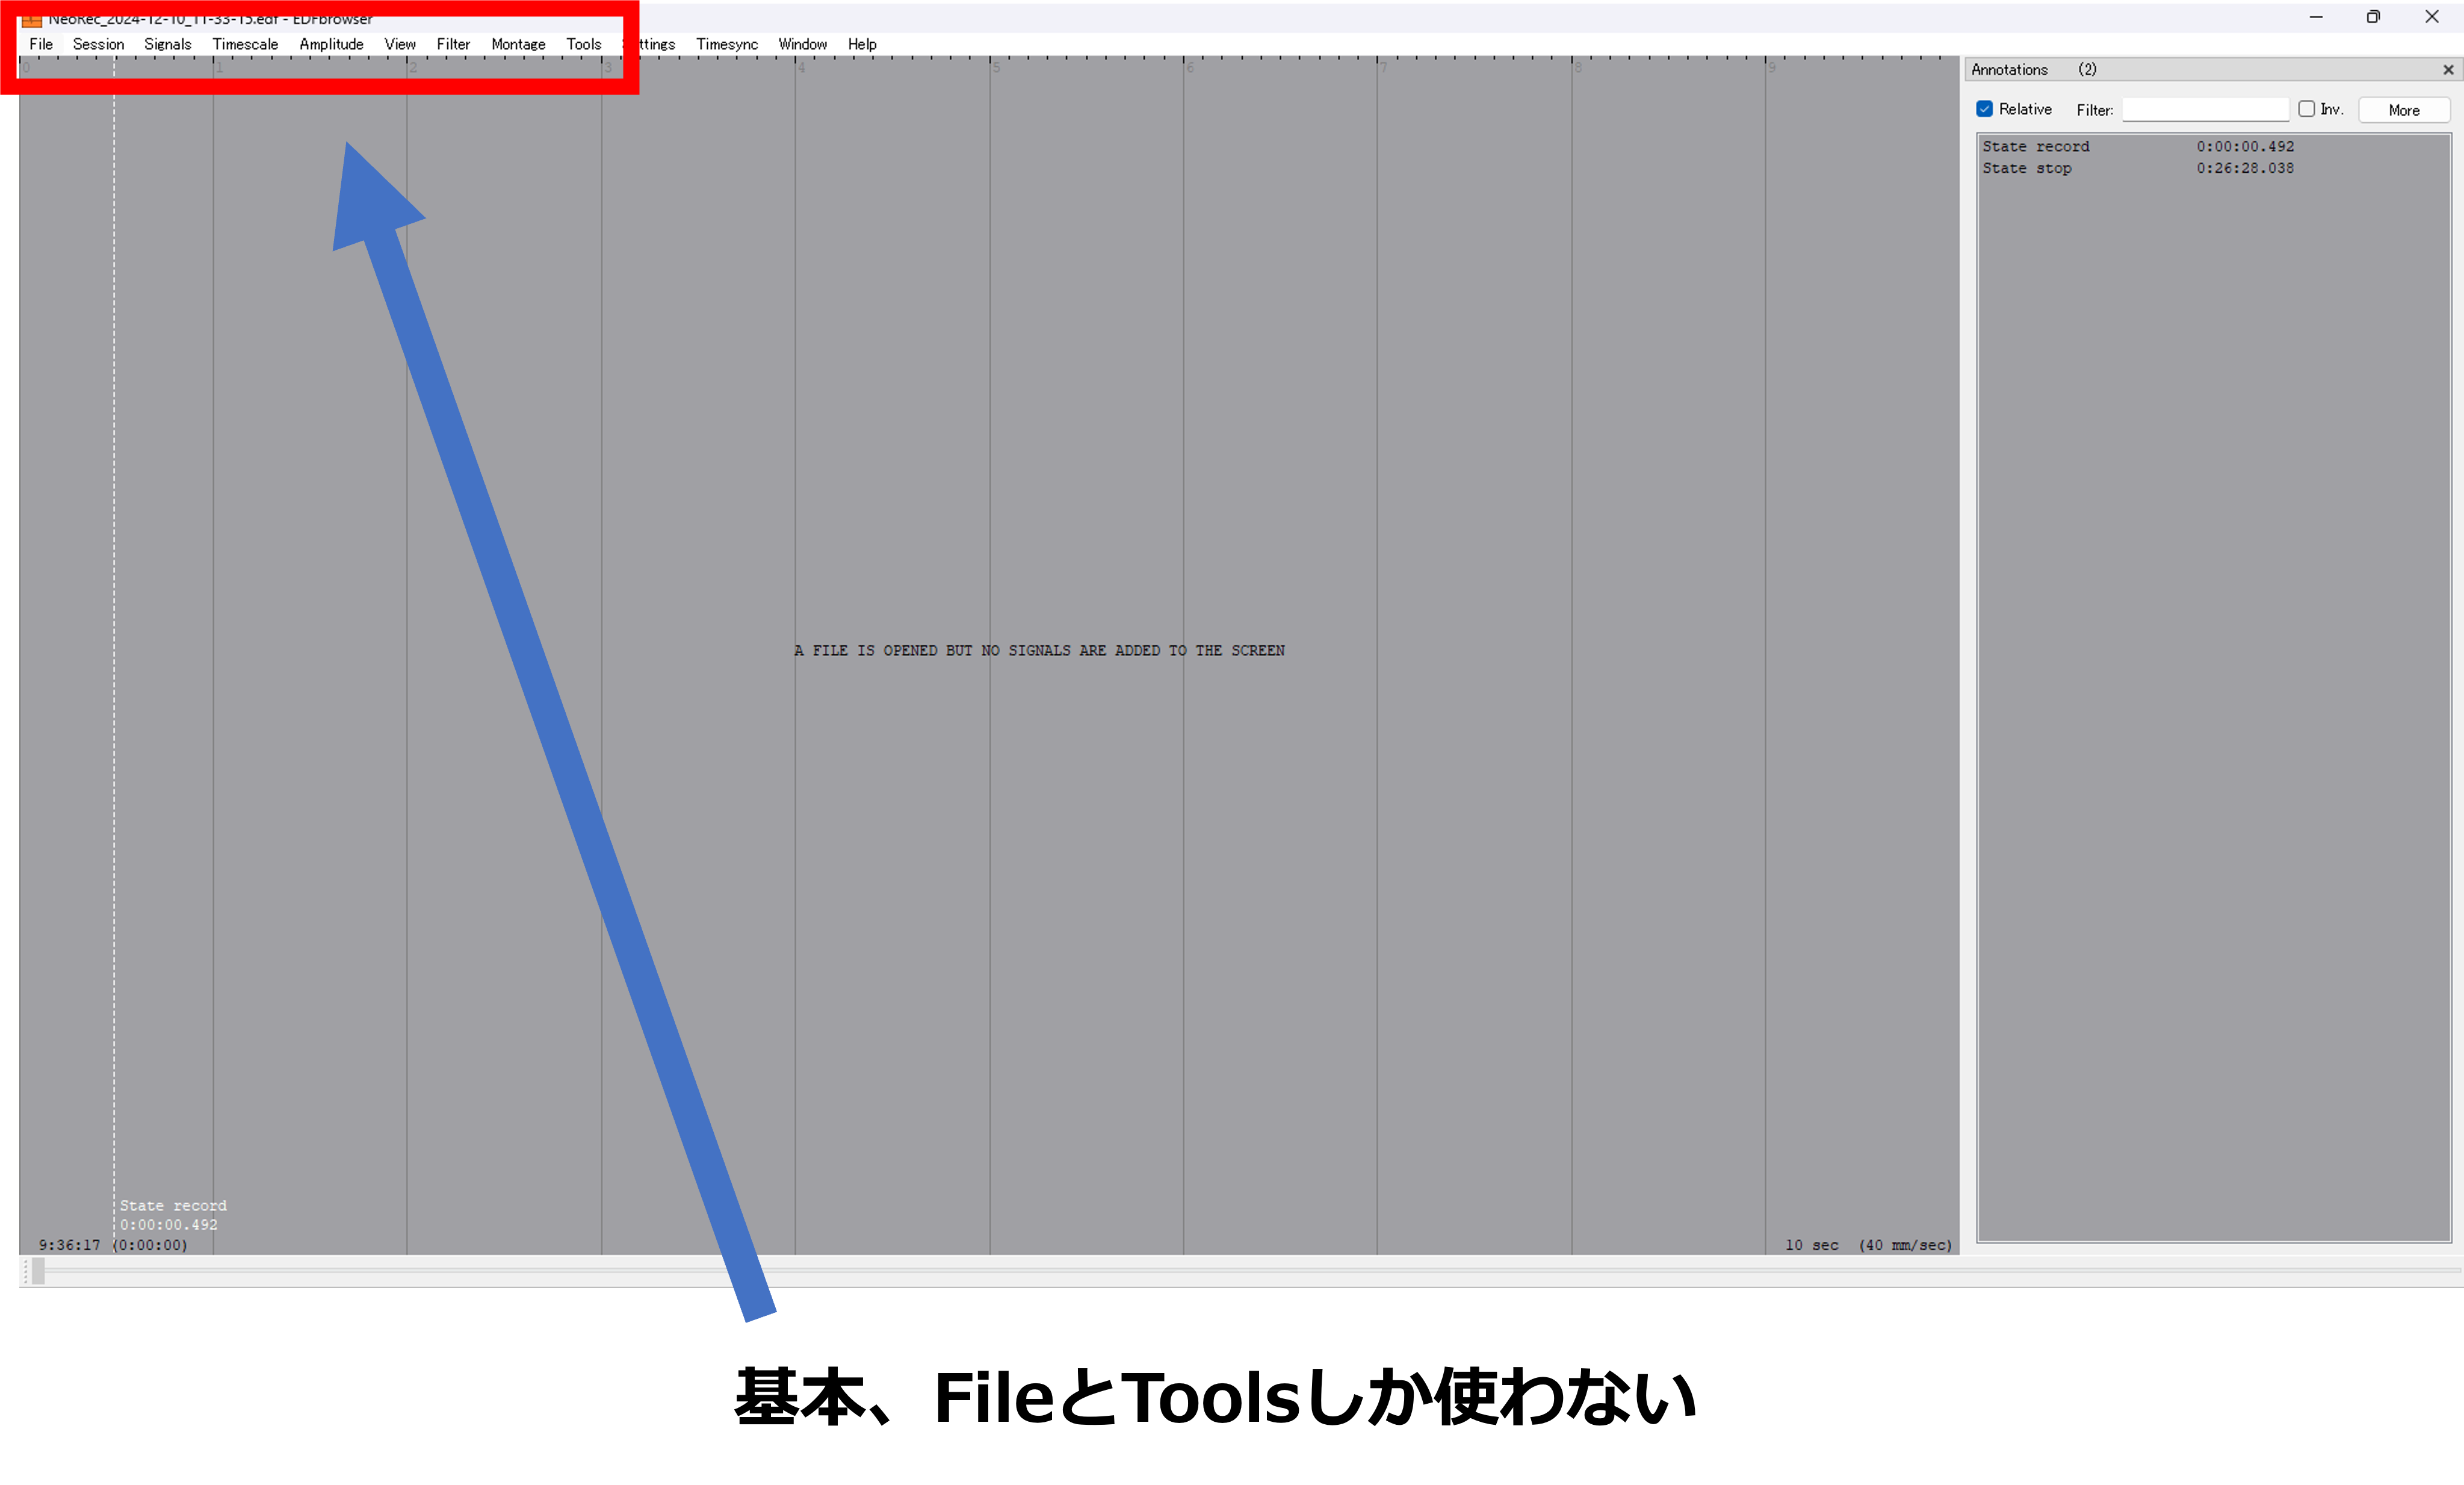 NeoRec_2024-12-10_11-33-15.edf - EDFbrowser
File Session Signals Timescale Amplitude View Filter Montage Tools ttings Timesync Window Help
0 1 2 3 4 5 6 7 8 9
Annotations (2)
Relative Filter: Inv. More
State record 0:00:00.492
State stop 0:26:28.038
A FILE IS OPENED BUT NO SIGNALS ARE ADDED TO THE SCREEN
State record
0:00:00.492
9:36:17 (0:00:00)
10 sec (40 mm/sec)
基本、FileとToolsしか使わない